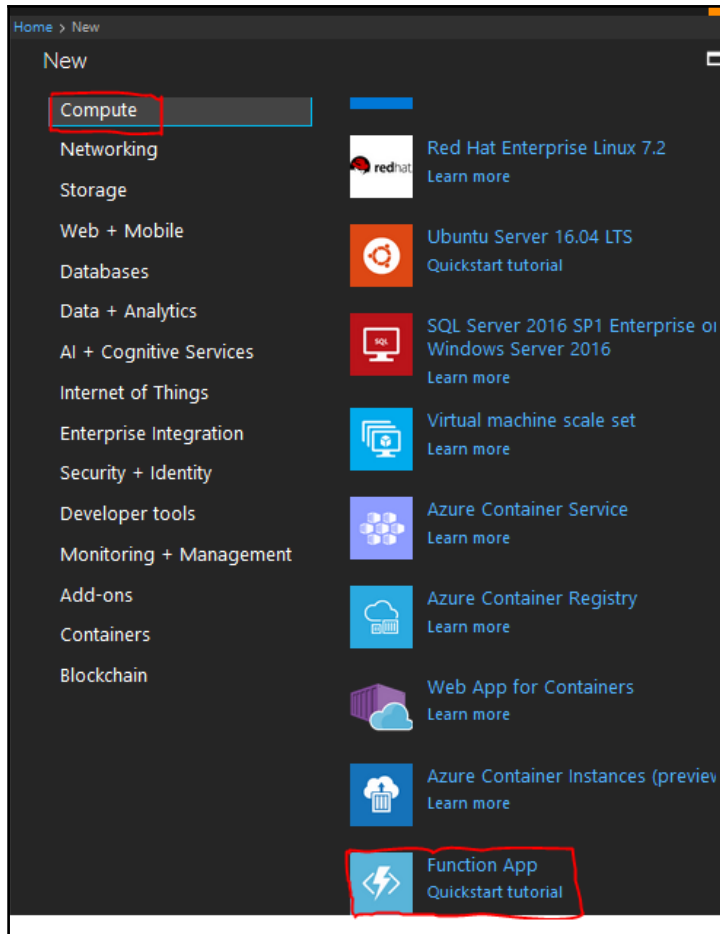 Home > New
New
Compute
Networking
Storage
Web + Mobile
Databases
Data + Analytics
AI + Cognitive Services
Internet of Things
Enterprise Integration
Security + Identity
Developer tools
Monitoring + Management
Add-ons
Containers
Blockchain
redhat
Red Hat Enterprise Linux 7.2
Learn more
Ubuntu Server 16.04 LTS
Quickstart tutorial
SQL
SQL Server 2016 SP1 Enterprise on
Windows Server 2016
Learn more
Virtual machine scale set
Learn more
Azure Container Service
Learn more
Azure Container Registry
Learn more
Web App for Containers
Learn more
Azure Container Instances (preview
Learn more
Function App
Quickstart tutorial